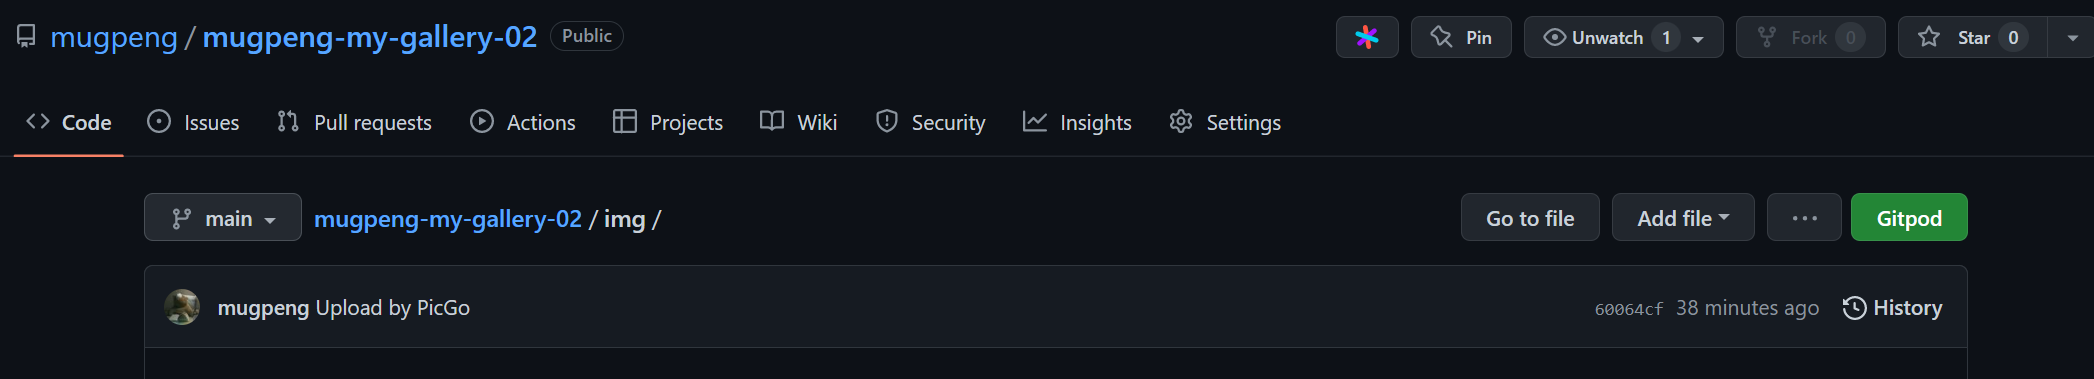 mugpeng / mugpeng-my-gallery-02 Public Pin Unwatch 1 Fork 0 Star 0
Code Issues Pull requests Actions Projects Wiki Security Insights Settings
main mugpeng-my-gallery-02 / img / Go to file Add file ... Gitpod
mugpeng Upload by PicGo 60064cf 38 minutes ago History